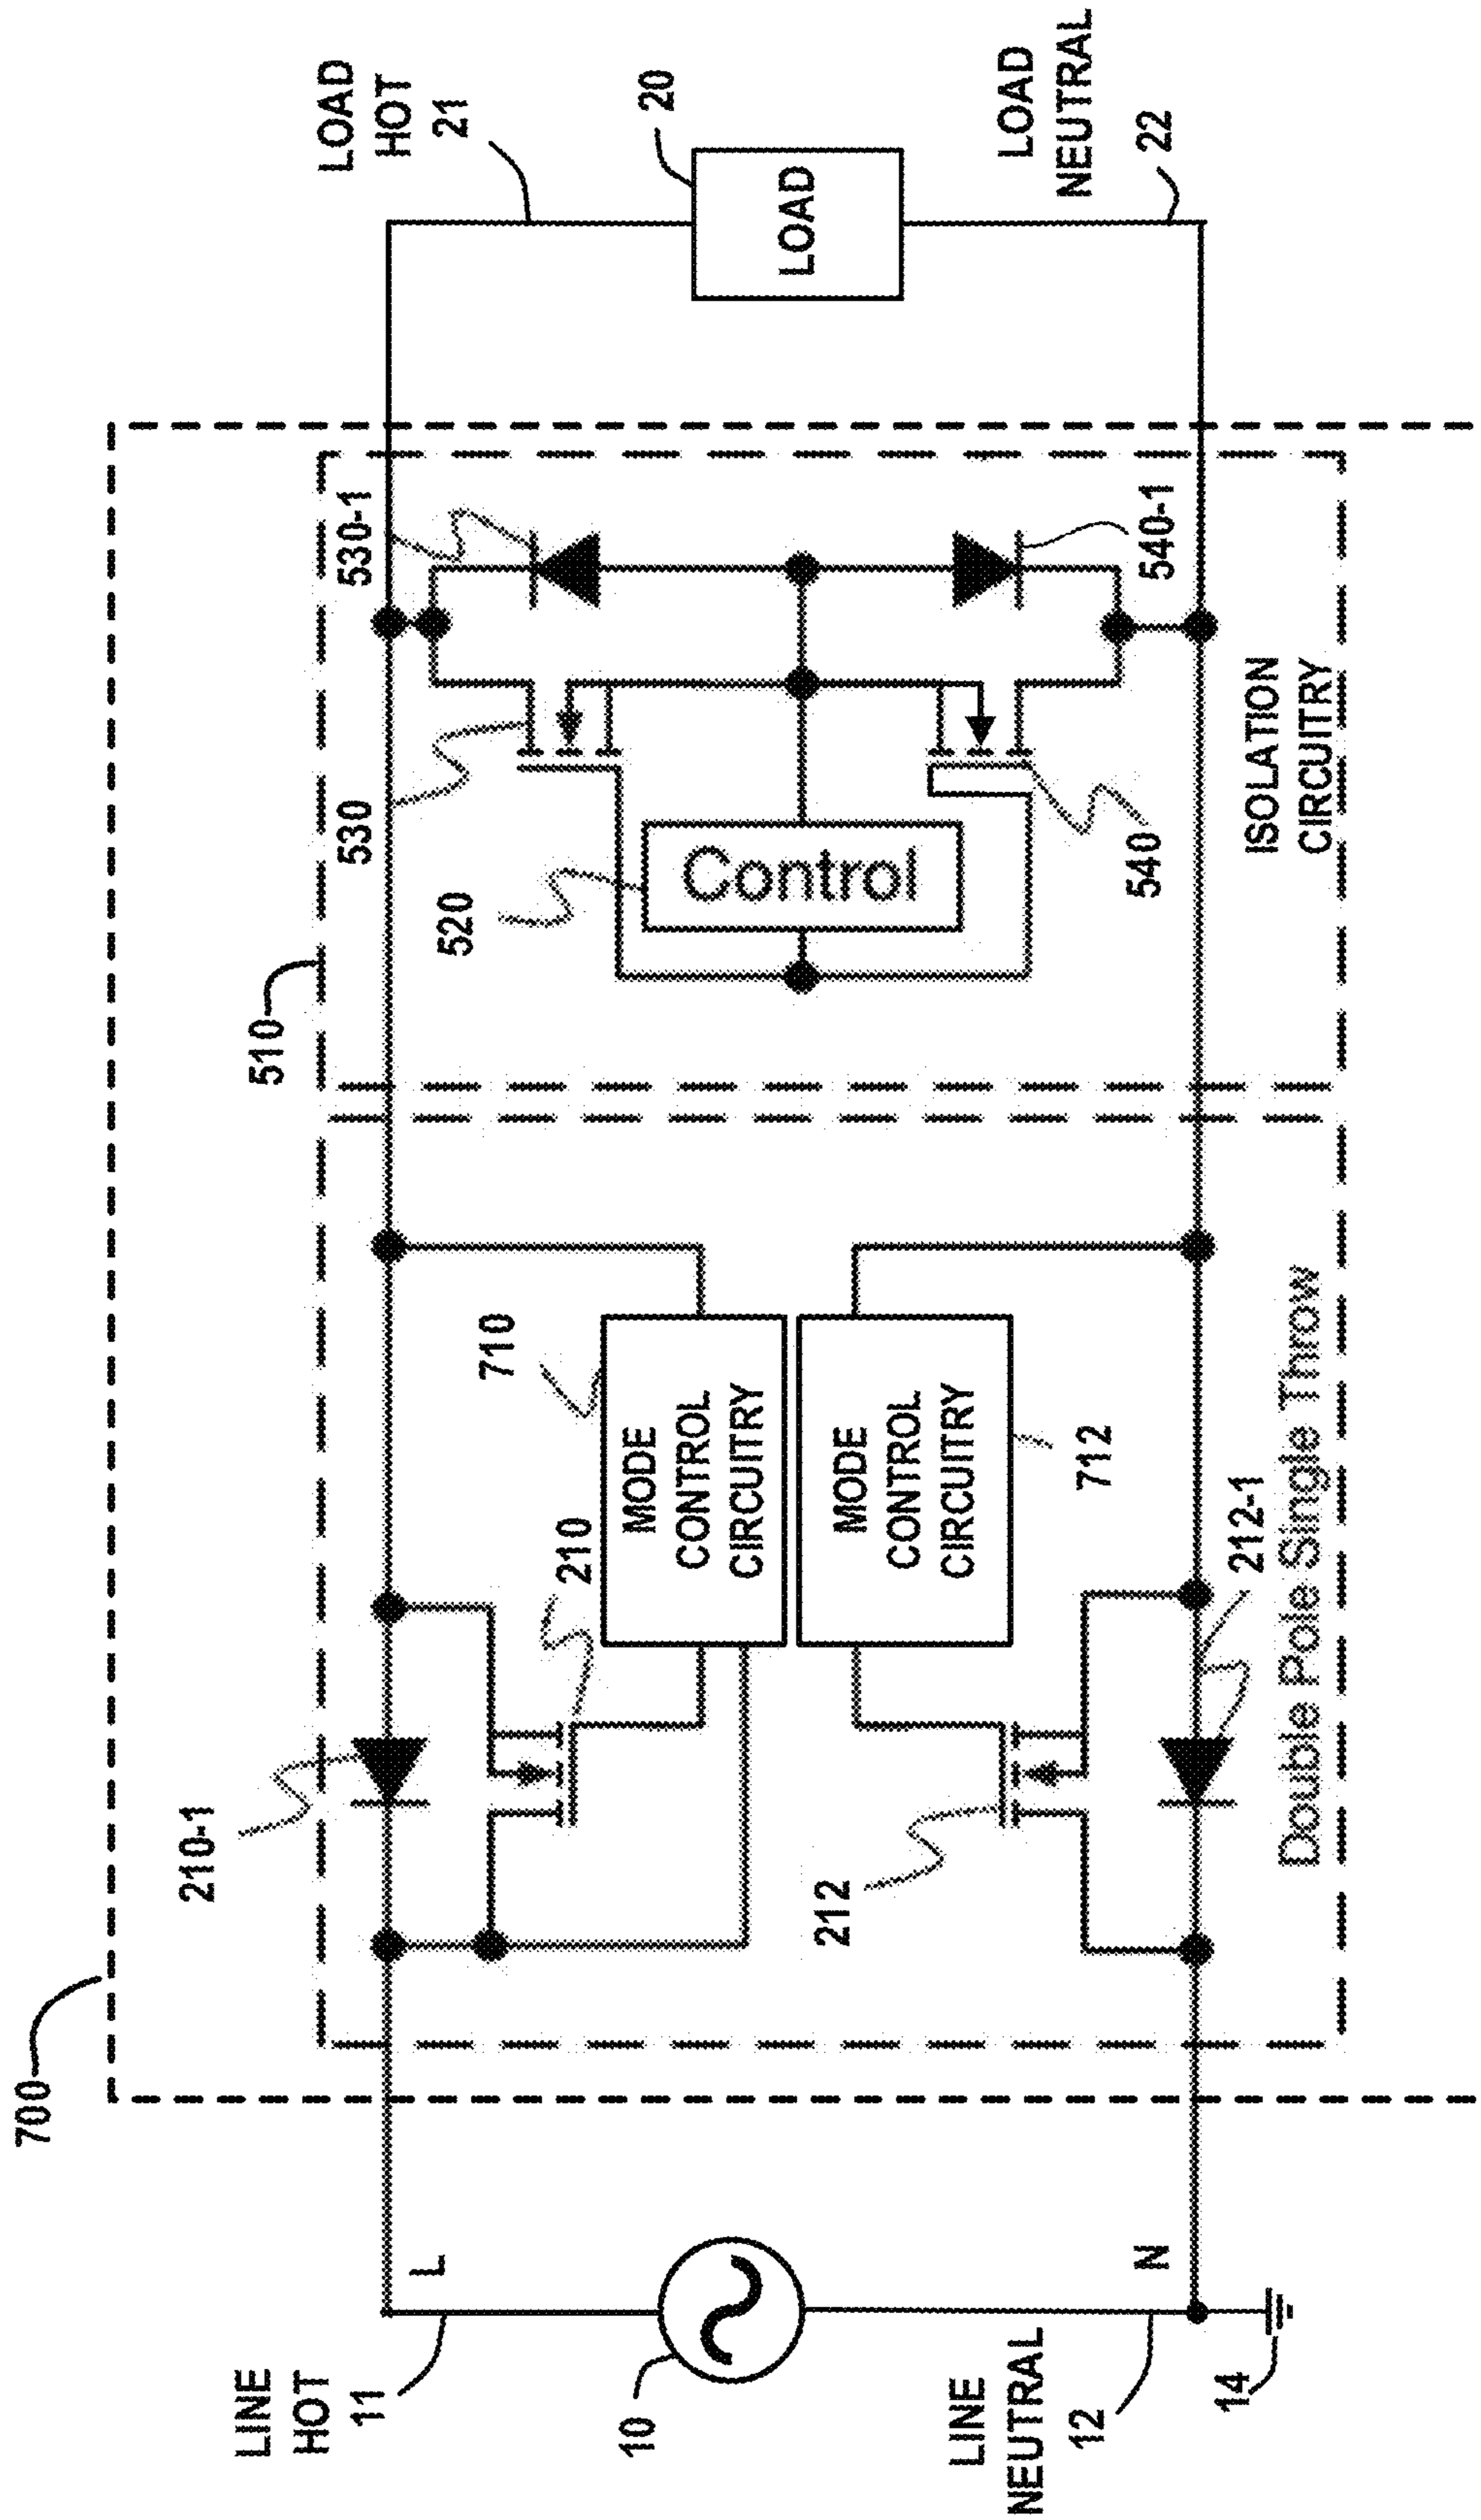 700
LINE
HOT
11
L
10
LINE
NEUTRAL
12
N
14
210-1
210
212
212-1
710
MODE
CONTROL
CIRCUITRY
MODE
CONTROL
CIRCUITRY
712
Double Pole Single Throw
510
520
Control
530
530-1
540
540-1
ISOLATION
CIRCUITRY
LOAD
HOT
21
20
LOAD
LOAD
NEUTRAL
22